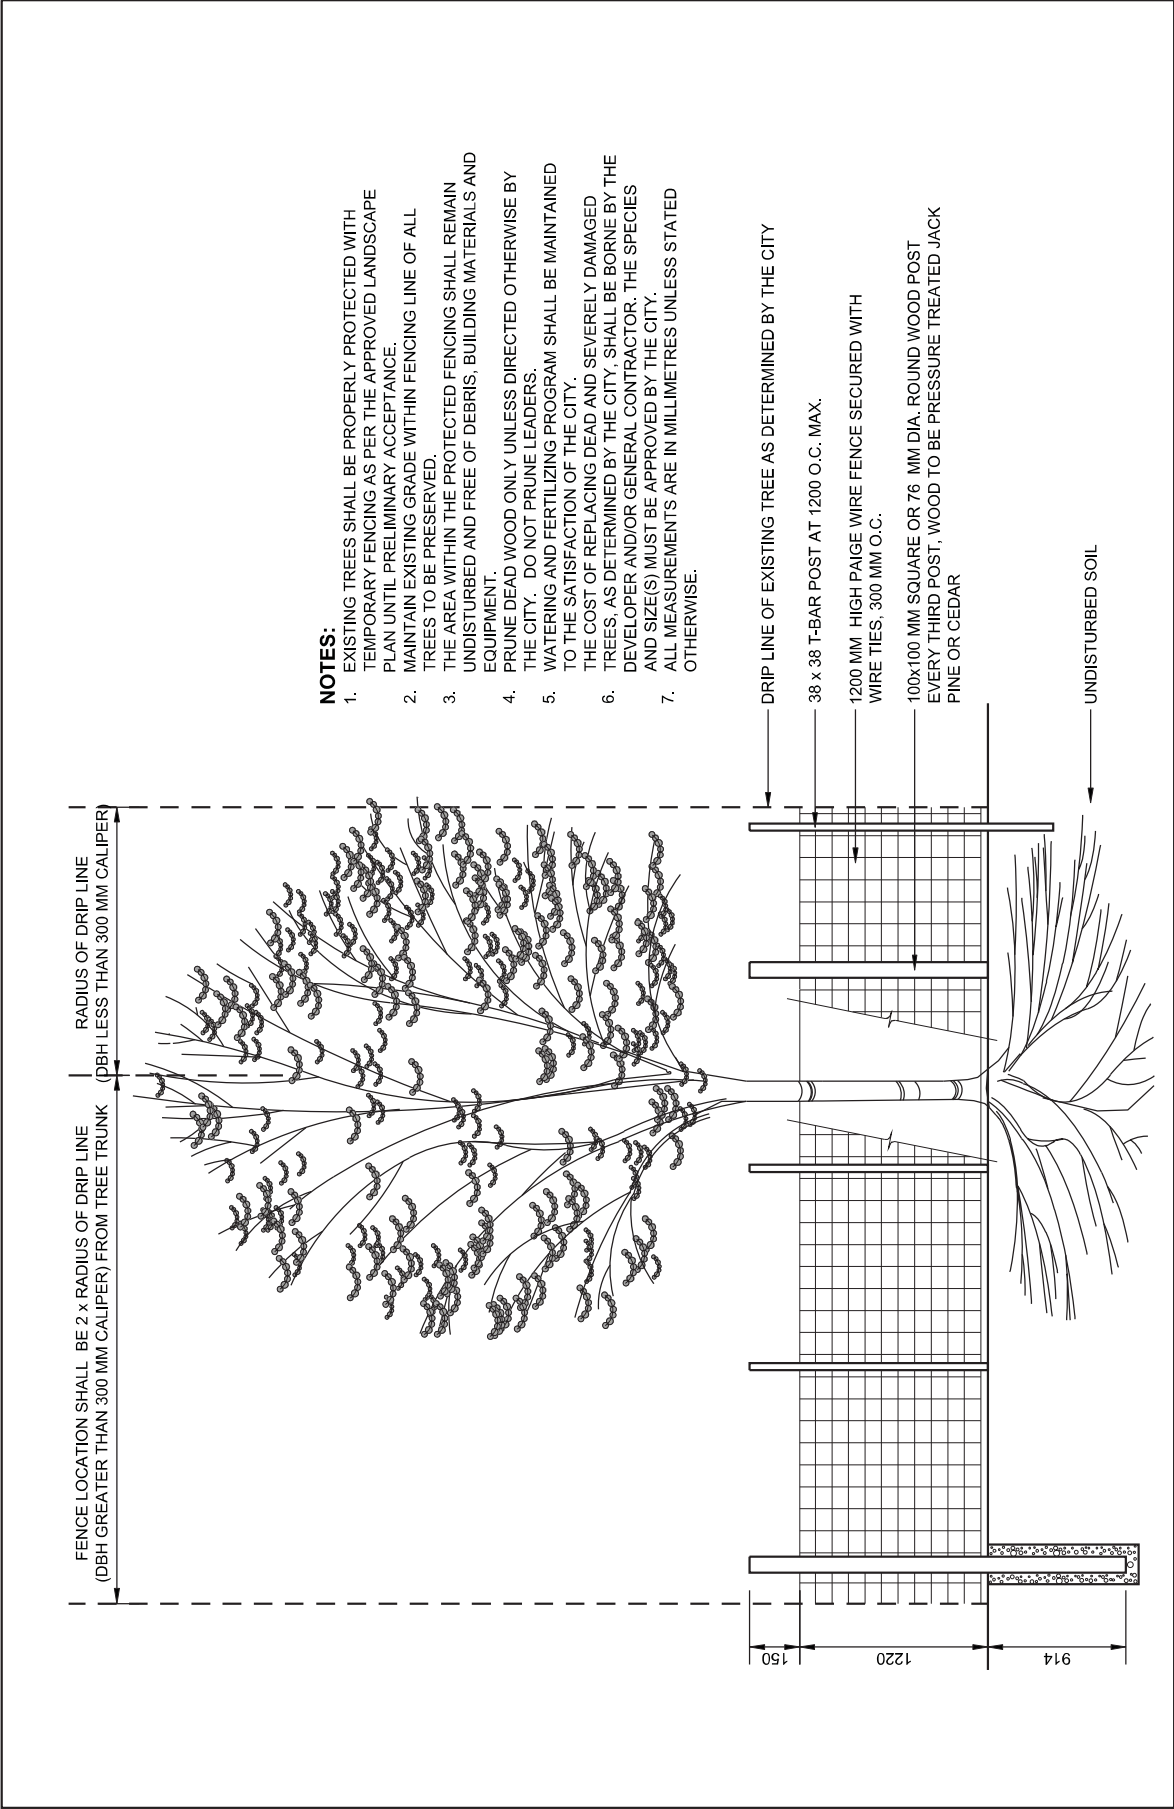 FENCE LOCATION SHALL BE 2 x RADIUS OF DRIP LINE
(DBH GREATER THAN 300 MM CALIPER) FROM TREE TRUNK
RADIUS OF DRIP LINE
(DBH LESS THAN 300 MM CALIPER)
NOTES:
1. EXISTING TREES SHALL BE PROPERLY PROTECTED WITH
TEMPORARY FENCING AS PER THE APPROVED LANDSCAPE
PLAN UNTIL PRELIMINARY ACCEPTANCE.
2. MAINTAIN EXISTING GRADE WITHIN FENCING LINE OF ALL
TREES TO BE PRESERVED.
3. THE AREA WITHIN THE PROTECTED FENCING SHALL REMAIN
UNDISTURBED AND FREE OF DEBRIS, BUILDING MATERIALS AND
EQUIPMENT.
4. PRUNE DEAD WOOD ONLY UNLESS DIRECTED OTHERWISE BY
THE CITY. DO NOT PRUNE LEADERS.
5. WATERING AND FERTILIZING PROGRAM SHALL BE MAINTAINED
TO THE SATISFACTION OF THE CITY.
THE COST OF REPLACING DEAD AND SEVERELY DAMAGED
6. TREES, AS DETERMINED BY THE CITY, SHALL BE BORNE BY THE
DEVELOPER AND/OR GENERAL CONTRACTOR. THE SPECIES
AND SIZE(S) MUST BE APPROVED BY THE CITY.
7. ALL MEASUREMENTS ARE IN MILLIMETRES UNLESS STATED
OTHERWISE.
DRIP LINE OF EXISTING TREE AS DETERMINED BY THE CITY
38 x 38 T-BAR POST AT 1200 O.C. MAX.
1200 MM HIGH PAIGE WIRE FENCE SECURED WITH
WIRE TIES, 300 MM O.C.
100x100 MM SQUARE OR 76 MM DIA. ROUND WOOD POST
EVERY THIRD POST, WOOD TO BE PRESSURE TREATED JACK
PINE OR CEDAR
UNDISTURBED SOIL
150
1220
914